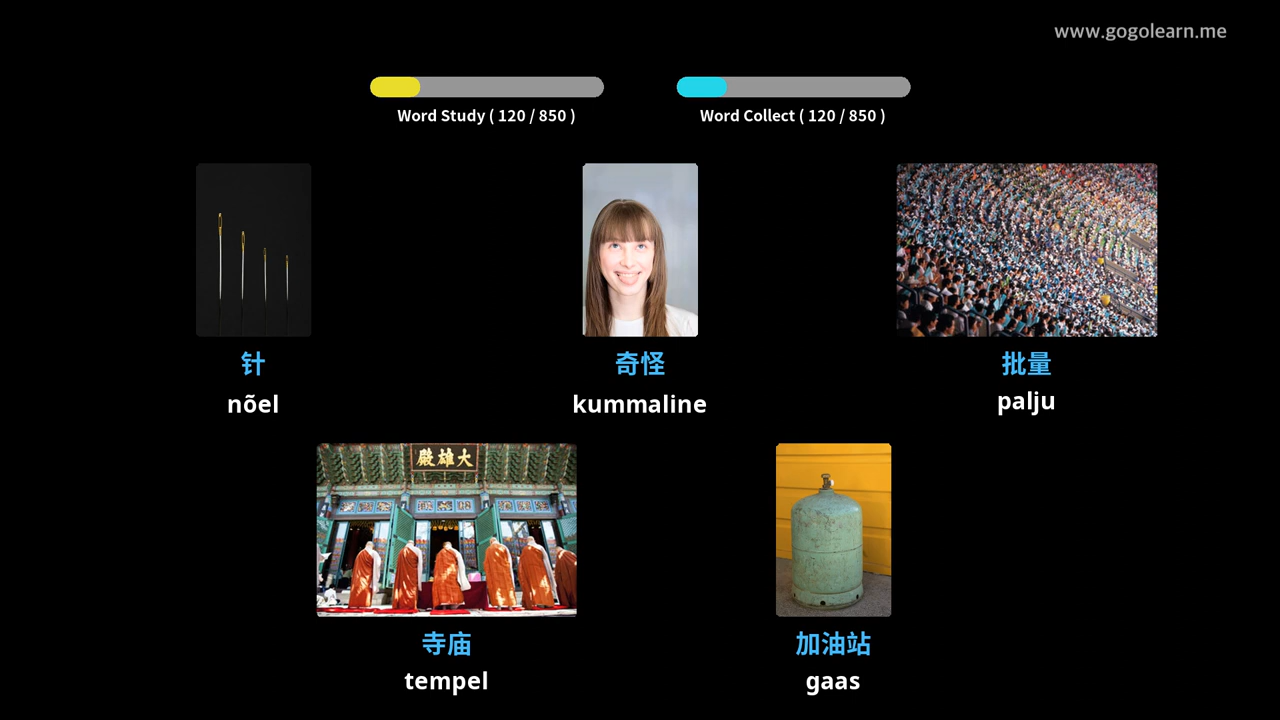 www.gogolearn.me
Word Study ( 120 / 850 )
Word Collect ( 120 / 850 )
针
nõel
奇怪
kummaline
批量
palju
殿雄大
寺庙
tempel
加油站
gaas